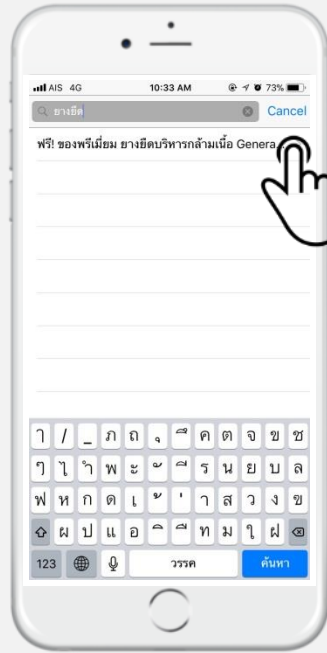 AIS 4G 10:33 AM 73%
ยางยืด Cancel
ฟรี! ของพรีเมี่ยม ยางยืดบริหารกล้ามเนื้อ Genera...
ๅ / _ ภ ถ ุ ึ ค ต จ ข ช
ๆ ไ ำ พ ะ ั ี ร น ย บ ล
ฟ ห ก ด เ ้ ่ า ส ว ง ฃ
ผ ป แ อ ิ ื ท ม ใ ฝ
123 วรรค ค้นหา